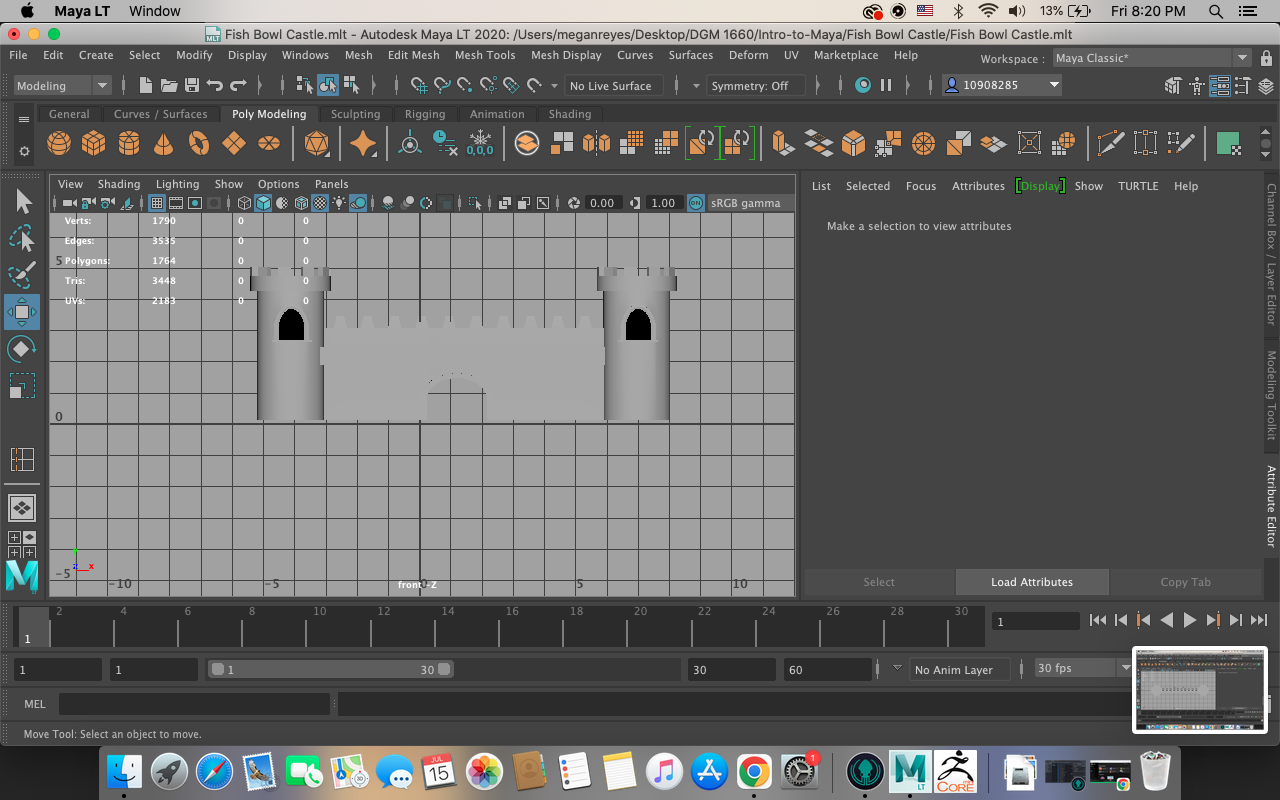 Maya LT Window 13% Fri 8:20 PM
Fish Bowl Castle.mlt - Autodesk Maya LT 2020: /Users/meganreyes/Desktop/DGM 1660/Intro-to-Maya/Fish Bowl Castle/Fish Bowl Castle.mlt
File Edit Create Select Modify Display Windows Mesh Edit Mesh Mesh Tools Mesh Display Curves Surfaces Deform UV Marketplace Help Workspace : Maya Classic*
Modeling No Live Surface Symmetry: Off 10908285
General Curves / Surfaces Poly Modeling Sculpting Rigging Animation Shading
0,0,0
View Shading Lighting Show Options Panels
List Selected Focus Attributes Display Show TURTLE Help
0.00 1.00 ON sRGB gamma
Verts: 1790 0 0
Edges: 3535 0 0
5 Polygons: 1764 0 0
Tris: 3448 0 0
UVs: 2183 0 0
Make a selection to view attributes
Channel Box / Layer Editor
Modeling Toolkit
Attribute Editor
0
-5
-10 -5 0 5 10
front -Z
z x
Select Load Attributes Copy Tab
2 4 6 8 10 12 14 16 18 20 22 24 26 28 30
1 1
1 1 1 30 30 60 No Anim Layer 30 fps
MEL
Move Tool: Select an object to move.
JUL
15
1
LT
CORE